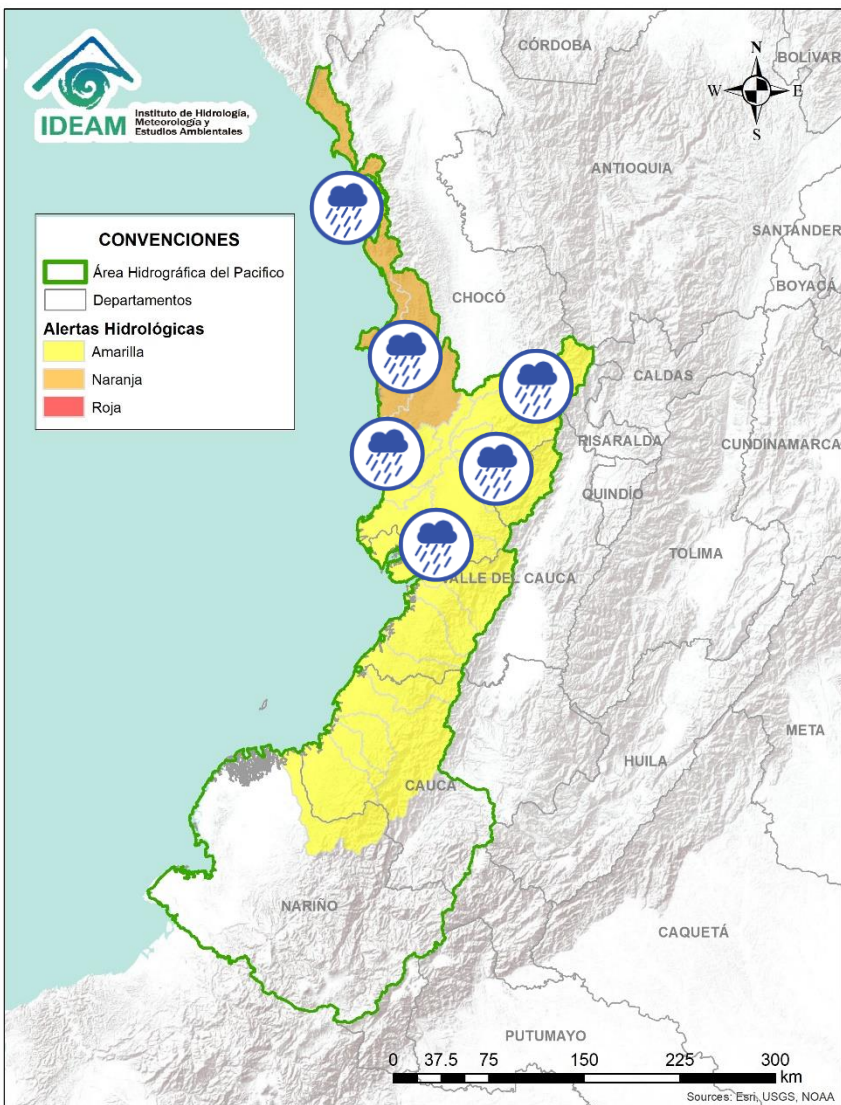 IDEAM
Instituto de Hidrología,
Meteorología y
Estudios Ambientales
CÓRDOBA
BOLÍVAR
N
W
E
S
ANTIOQUIA
SANTANDER
BOYACÁ
CONVENCIONES
Área Hidrográfica del Pacifico
Departamentos
Alertas Hidrológicas
Amarilla
Naranja
Roja
CHOCÓ
CALDAS
RISARALDA
CUNDINAMARCA
QUINDÍO
TOLIMA
VALLE DEL CAUCA
META
HUILA
CAUCA
NARIÑO
CAQUETÁ
PUTUMAYO
0 37.5 75 150 225 300
km
Sources: Esri, USGS, NOAA